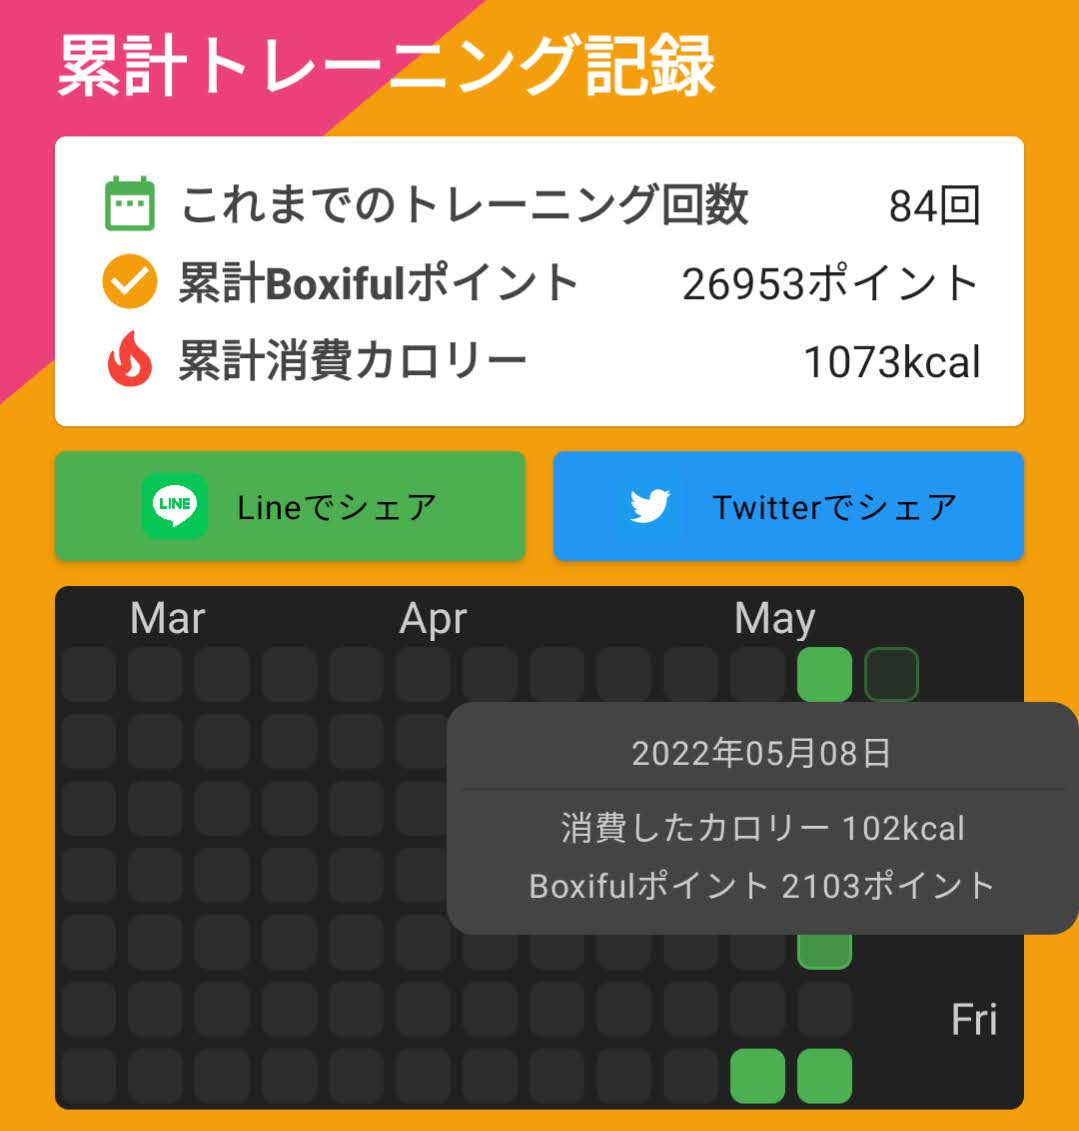 累計トレーニング記録
これまでのトレーニング回数 84回
累計Boxifulポイント 26953ポイント
累計消費カロリー 1073kcal
LINE Lineでシェア Twitterでシェア
Mar Apr May
2022年05月08日
消費したカロリー 102kcal
Boxifulポイント 2103ポイント
Fri